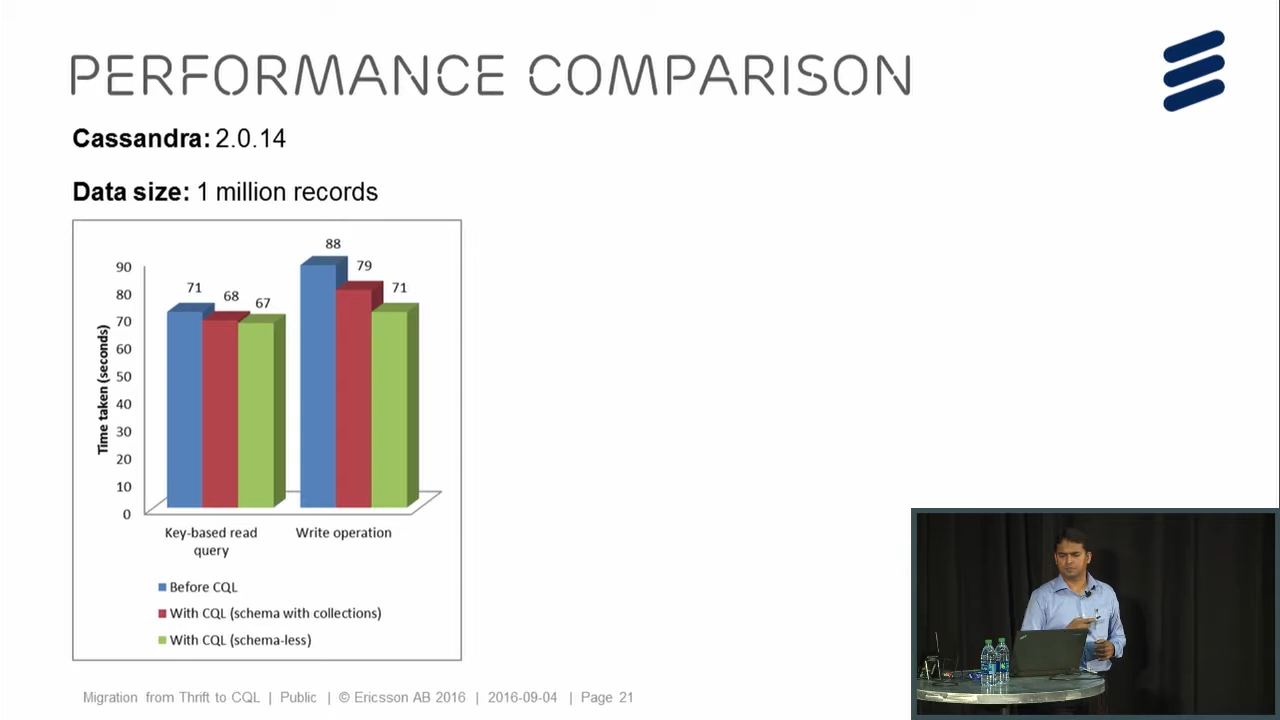 PERFORMANCE COMPARISON
Cassandra: 2.0.14
Data size: 1 million records
88
79
71
68
67
71
90
80
70
60
50
40
30
20
10
0
Time taken (seconds)
Key-based read
query
Write operation
Before CQL
With CQL (schema with collections)
With CQL (schema-less)
Migration from Thrift to CQL | Public | © Ericsson AB 2016 | 2016-09-04 | Page 21